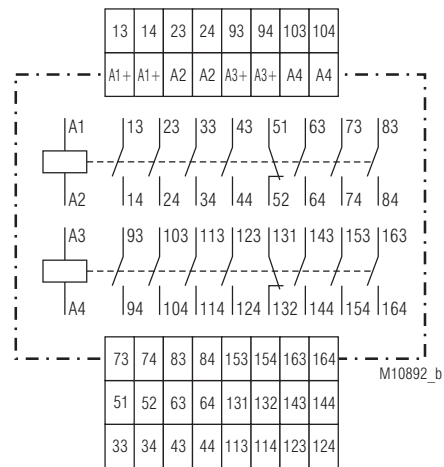 13 14 23 24 93 94 103 104
A1+ A1+ A2 A2 A3+ A3+ A4 A4
A1 13 23 33 43 51 63 73 83
A2 14 24 34 44 52 64 74 84
A3 93 103 113 123 131 143 153 163
A4 94 104 114 124 132 144 154 164
73 74 83 84 153 154 163 164
M10892_b
51 52 63 64 131 132 143 144
33 34 43 44 113 114 123 124